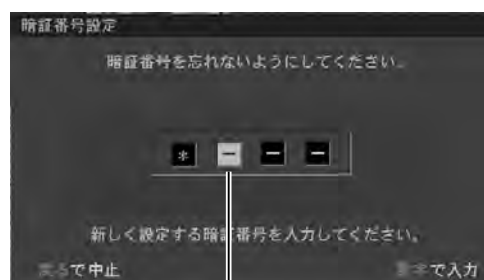 暗証番号設定
暗証番号を忘れないようにしてください。
* － － －
新しく設定する暗証番号を入力してください。
戻るで中止
で入力